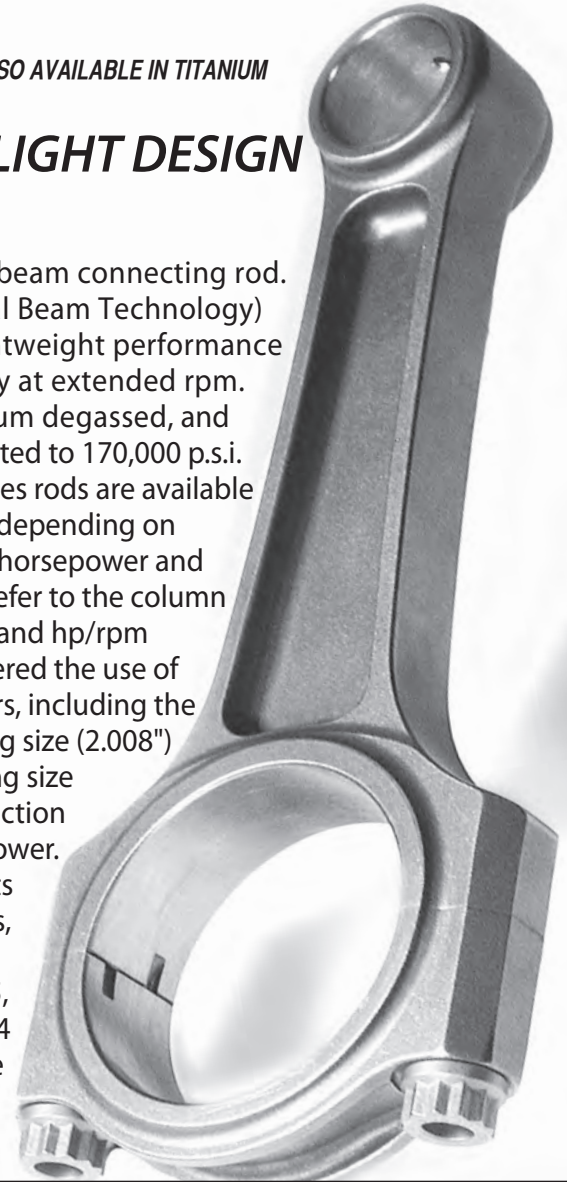 SO AVAILABLE IN TITANIUM
LIGHT DESIGN
beam connecting rod.
l Beam Technology)
tweight performance
y at extended rpm.
um degassed, and
ted to 170,000 p.s.i.
es rods are available
depending on
horsepower and
efer to the column
and hp/rpm
ered the use of
rs, including the
g size (2.008")
ng size
ction
ower.
ts
s,
,
4
e